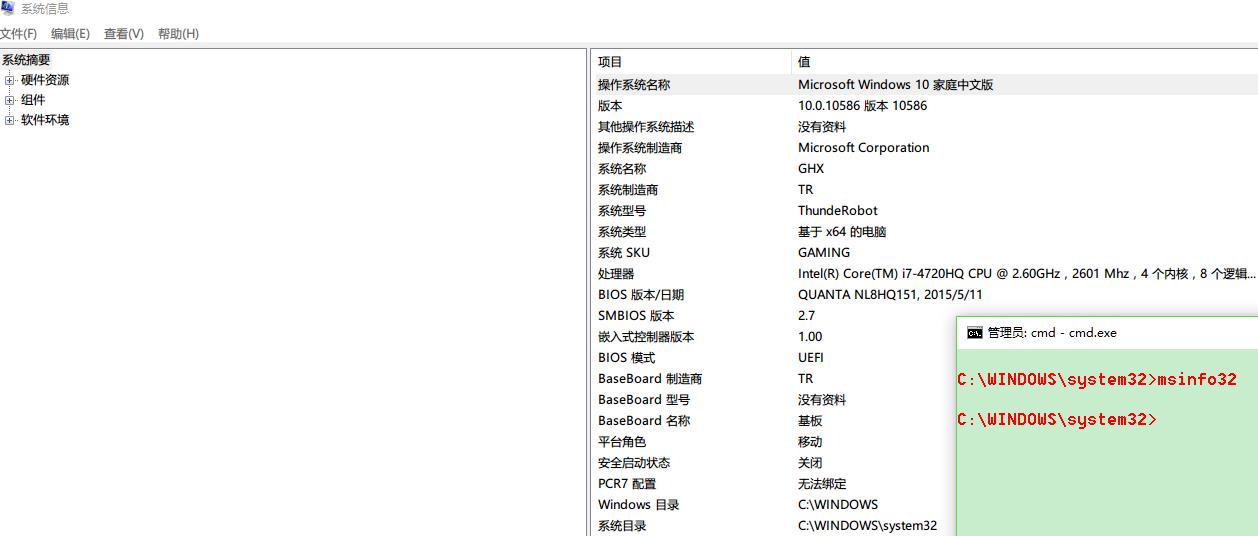 系统信息
文件(F) 编辑(E) 查看(V) 帮助(H)
系统摘要
硬件资源
组件
软件环境
项目 值
操作系统名称 Microsoft Windows 10 家庭中文版
版本 10.0.10586 版本 10586
其他操作系统描述 没有资料
操作系统制造商 Microsoft Corporation
系统名称 GHX
系统制造商 TR
系统型号 ThundeRobot
系统类型 基于 x64 的电脑
系统 SKU GAMING
处理器 Intel(R) Core(TM) i7-4720HQ CPU @ 2.60GHz，2601 Mhz，4 个内核，8 个逻辑...
BIOS 版本/日期 QUANTA NL8HQ151, 2015/5/11
SMBIOS 版本 2.7
嵌入式控制器版本 1.00
BIOS 模式 UEFI
BaseBoard 制造商 TR
BaseBoard 型号 没有资料
BaseBoard 名称 基板
平台角色 移动
安全启动状态 关闭
PCR7 配置 无法绑定
Windows 目录 C:\WINDOWS
系统目录 C:\WINDOWS\system32
管理员: cmd - cmd.exe
C:\WINDOWS\system32>msinfo32
C:\WINDOWS\system32>